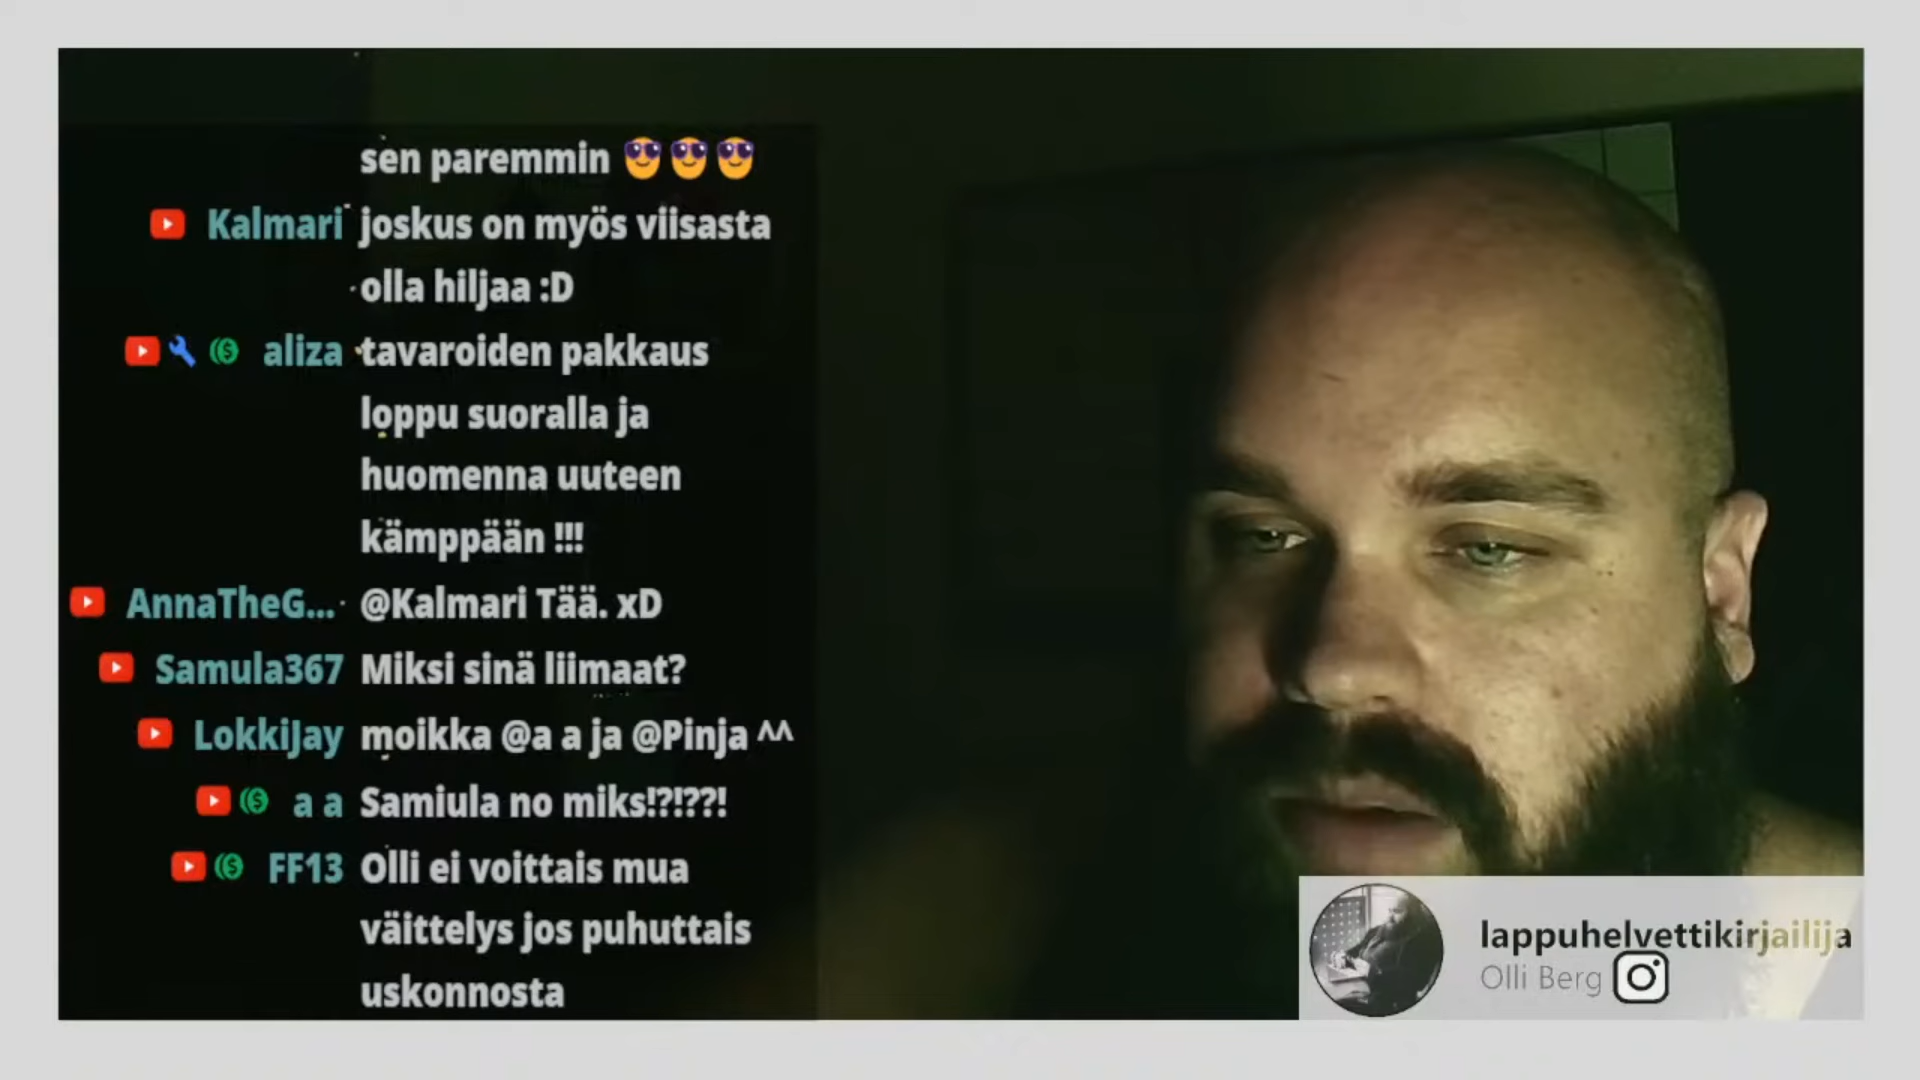 sen paremmin 😎😎😎
Kalmari joskus on myös viisasta
olla hiljaa :D
aliza tavaroiden pakkaus
loppu suoralla ja
huomenna uuteen
kämppään !!!
AnnaTheG... @Kalmari Tää. xD
Samula367 Miksi sinä liimaat?
LokkiJay moikka @a a ja @Pinja ^^
a a Samiula no miks!?!??!
FF13 Olli ei voittais mua
väittelys jos puhuttais
uskonnosta
lappuhelvettikirjailija
Olli Berg